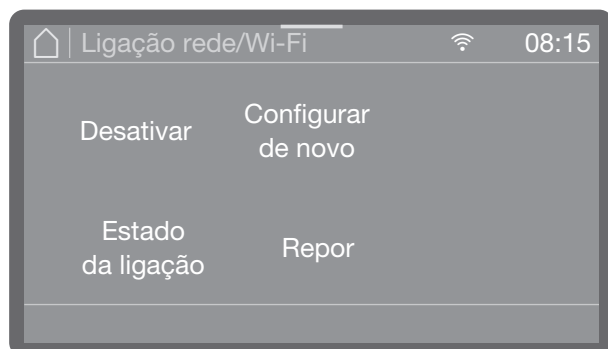 Ligação rede/Wi-Fi 08:15
Desativar
Configurar
de novo
Estado
da ligação
Repor